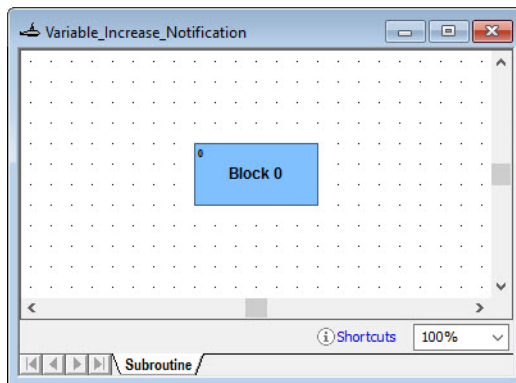 Variable_Increase_Notification
0
Block 0
Shortcuts 100%
Subroutine